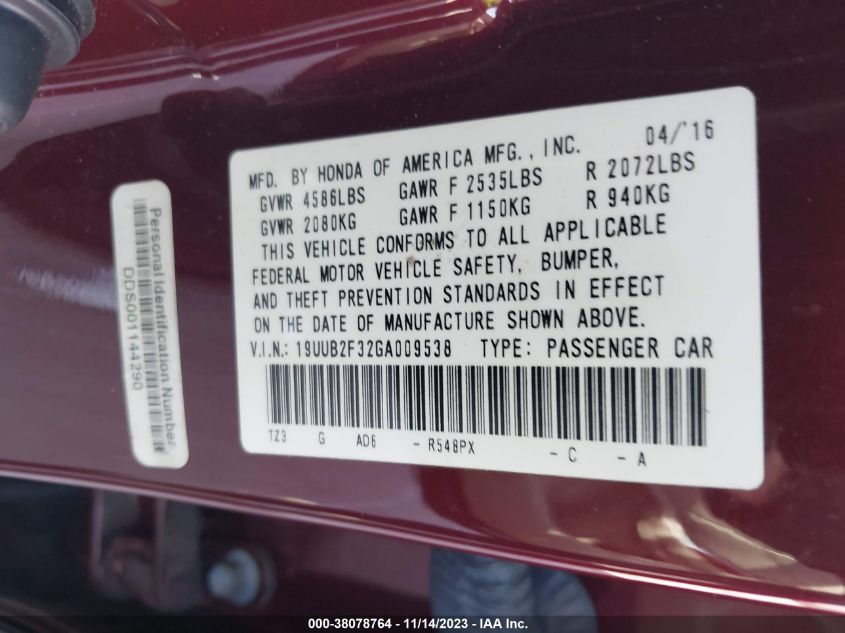 04/'16
MFD. BY HONDA OF AMERICA MFG., INC.
GVWR 4586LBS GAWR F 2535LBS R 2072LBS
GVWR 2080KG GAWR F 1150KG R 940KG
THIS VEHICLE CONFORMS TO ALL APPLICABLE
FEDERAL MOTOR VEHICLE SAFETY, BUMPER,
AND THEFT PREVENTION STANDARDS IN EFFECT
ON THE DATE OF MANUFACTURE SHOWN ABOVE.
V.I.N.: 19UUB2F32GA009538 TYPE: PASSENGER CAR
TZ3 G AD6 - R548PX - C - A
Personal Identification Number
DDS001144290
000-38078764 - 11/14/2023 - IAA Inc.